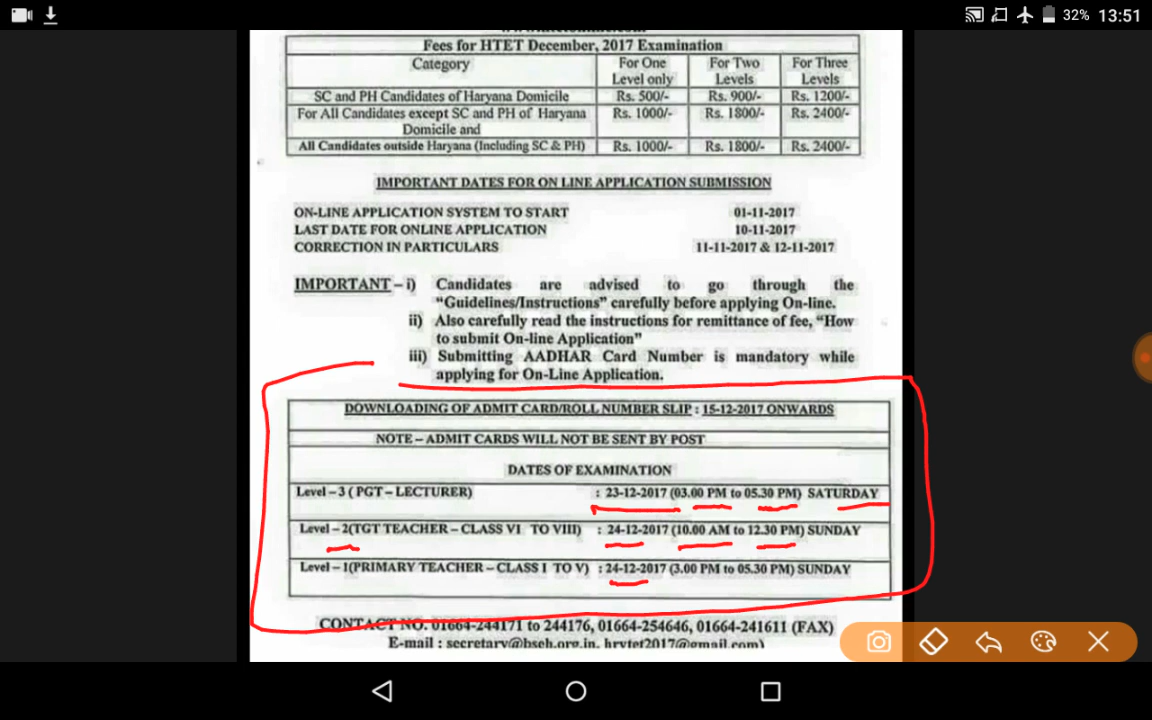 32% 13:51
Fees for HTET December, 2017 Examination
Category For One Level only For Two Levels For Three Levels
SC and PH Candidates of Haryana Domicile Rs. 500/- Rs. 900/- Rs. 1200/-
For All Candidates except SC and PH of Haryana Domicile and Rs. 1000/- Rs. 1800/- Rs. 2400/-
All Candidates outside Haryana (Including SC & PH) Rs. 1000/- Rs. 1800/- Rs. 2400/-
IMPORTANT DATES FOR ON LINE APPLICATION SUBMISSION
ON-LINE APPLICATION SYSTEM TO START 01-11-2017
LAST DATE FOR ONLINE APPLICATION 10-11-2017
CORRECTION IN PARTICULARS 11-11-2017 & 12-11-2017
IMPORTANT – i) Candidates are advised to go through the
“Guidelines/Instructions” carefully before applying On-line.
ii) Also carefully read the instructions for remittance of fee, “How
to submit On-line Application”
iii) Submitting AADHAR Card Number is mandatory while
applying for On-Line Application.
DOWNLOADING OF ADMIT CARD/ROLL NUMBER SLIP : 15-12-2017 ONWARDS
NOTE – ADMIT CARDS WILL NOT BE SENT BY POST
DATES OF EXAMINATION
Level – 3 ( PGT – LECTURER) : 23-12-2017 (03.00 PM to 05.30 PM) SATURDAY
Level – 2(TGT TEACHER – CLASS VI TO VIII) : 24-12-2017 (10.00 AM to 12.30 PM) SUNDAY
Level – 1(PRIMARY TEACHER – CLASS I TO V) : 24-12-2017 (3.00 PM to 05.30 PM) SUNDAY
CONTACT NO. 01664-244171 to 244176, 01664-254646, 01664-241611 (FAX)
E-mail : secretary@bseh.org.in, hrytet2017@gmail.com)